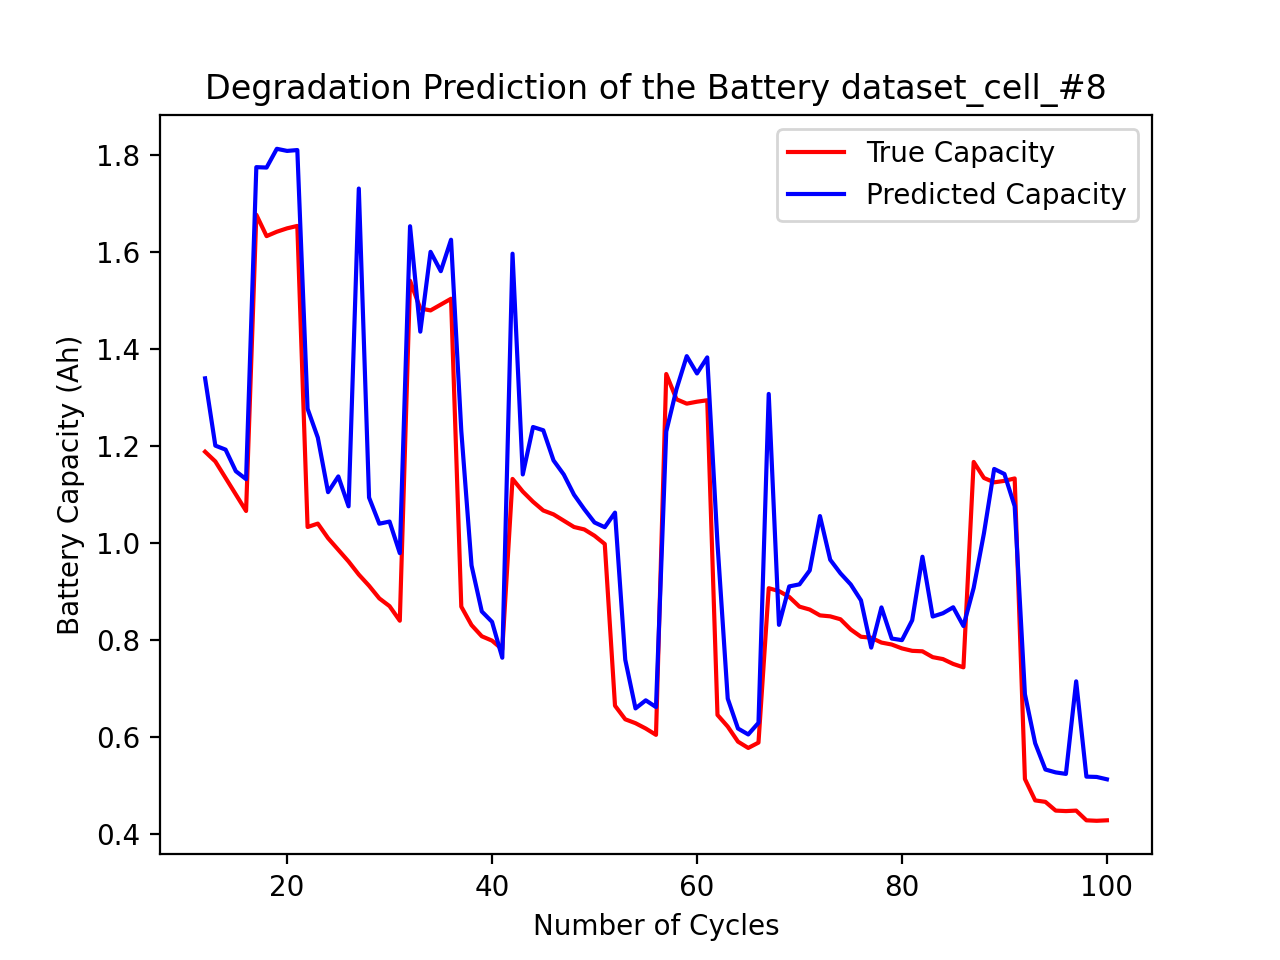 Degradation Prediction of the Battery dataset_cell_#8
True Capacity
Predicted Capacity
Battery Capacity (Ah)
1.8
1.6
1.4
1.2
1.0
0.8
0.6
0.4
20 40 60 80 100
Number of Cycles